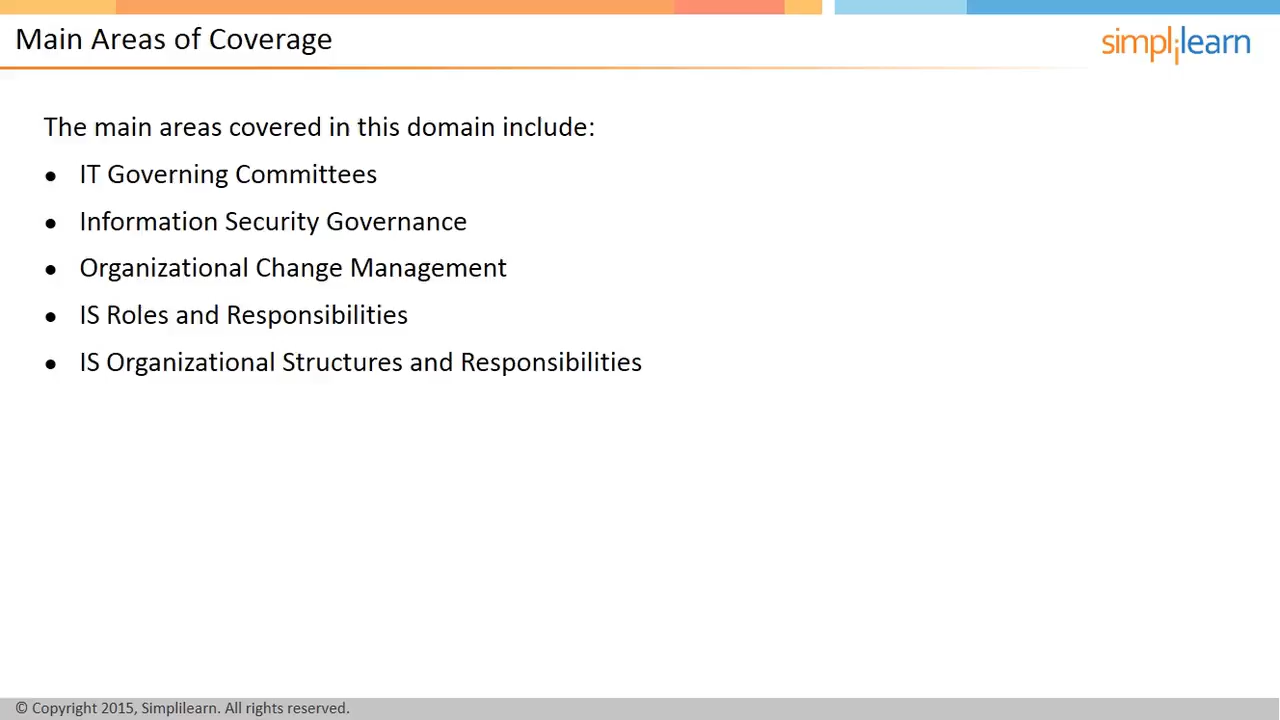 Main Areas of Coverage
simplilearn
The main areas covered in this domain include:
● IT Governing Committees
● Information Security Governance
● Organizational Change Management
● IS Roles and Responsibilities
● IS Organizational Structures and Responsibilities
© Copyright 2015, Simplilearn. All rights reserved.